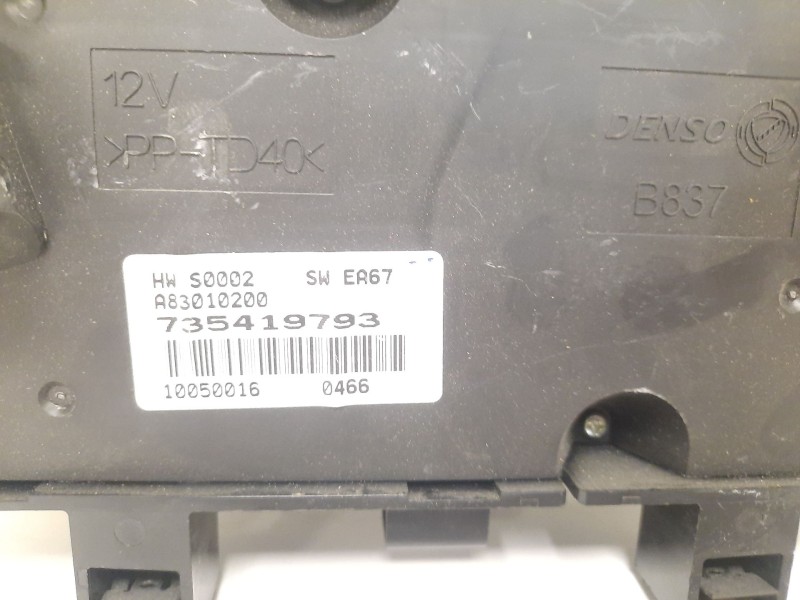 12V
>PP-TD40<
DENSO
B837
HW S0002 SW EA67
A83010200
735419793
10050016 0466